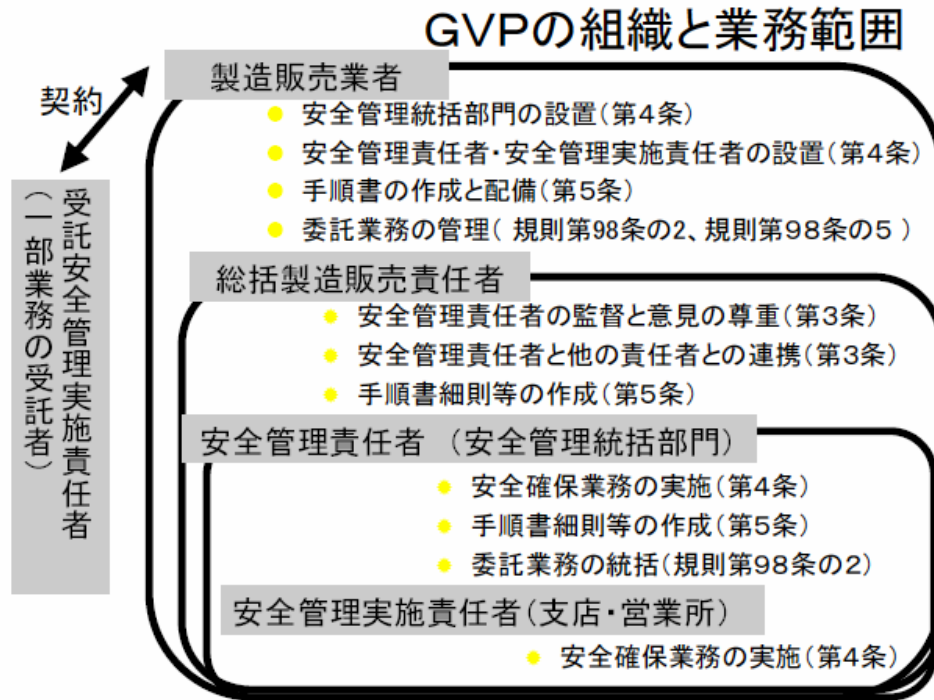 GVPの組織と業務範囲
製造販売業者
契約
安全管理統括部門の設置(第4条)
安全管理責任者・安全管理実施責任者の設置(第4条)
手順書の作成と配備(第5条)
委託業務の管理( 規則第98条の2、規則第98条の5 )
受託安全管理実施責任者
(一部業務の受託者)
総括製造販売責任者
安全管理責任者の監督と意見の尊重(第3条)
安全管理責任者と他の責任者との連携(第3条)
手順書細則等の作成(第5条)
安全管理責任者 (安全管理統括部門)
安全確保業務の実施(第4条)
手順書細則等の作成(第5条)
委託業務の統括(規則第98条の2)
安全管理実施責任者(支店・営業所)
安全確保業務の実施(第4条)